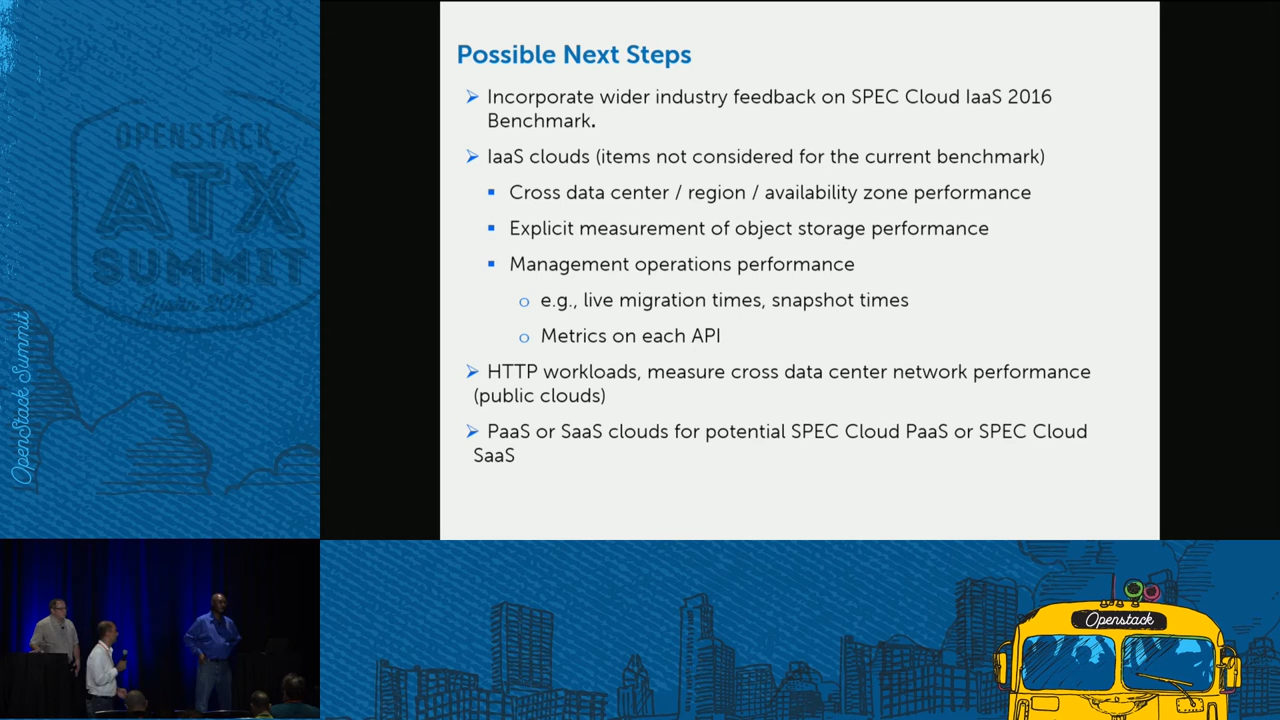 OPENSTACK
ATX
SUMMIT
Austin 2016
OpenStack Summit
Possible Next Steps
➢ Incorporate wider industry feedback on SPEC Cloud IaaS 2016
Benchmark.
➢ IaaS clouds (items not considered for the current benchmark)
▪ Cross data center / region / availability zone performance
▪ Explicit measurement of object storage performance
▪ Management operations performance
o e.g., live migration times, snapshot times
o Metrics on each API
➢ HTTP workloads, measure cross data center network performance
(public clouds)
➢ PaaS or SaaS clouds for potential SPEC Cloud PaaS or SPEC Cloud
SaaS
Openstack